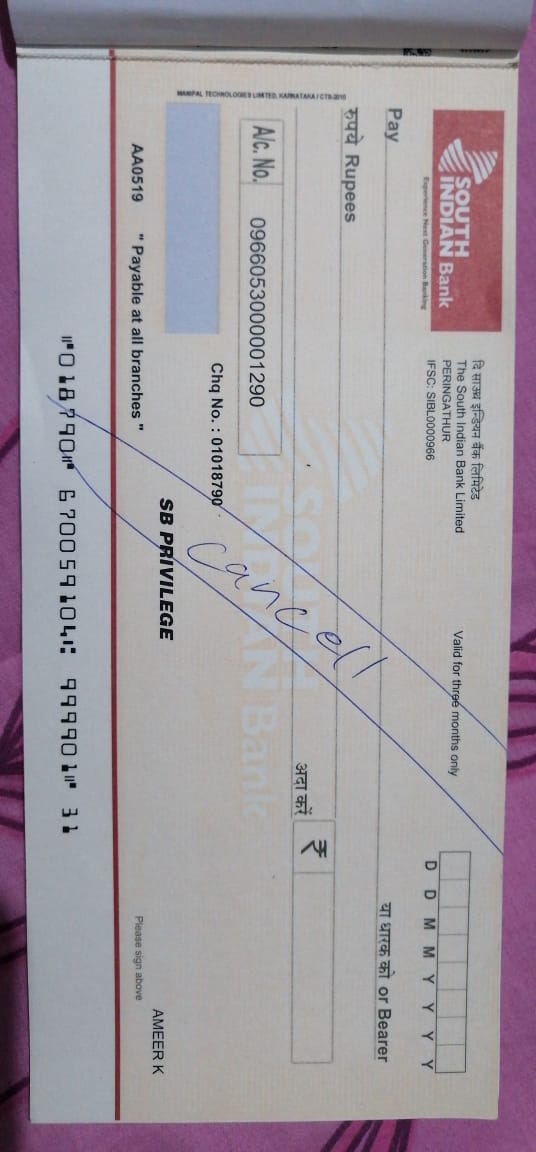 SOUTH
INDIAN Bank
Experience Next Generation Banking
दि साउथ इन्डियन बैंक लिमिटेड
The South Indian Bank Limited
PERINGATHUR
IFSC: SIBL0000966
Valid for three months only
D D M M Y Y Y Y
Pay
या धारक को or Bearer
रुपये Rupees
अदा करें ₹
SOUTH
INDIAN Bank
cancell
A/c. No. 0966053000001290
Chq No. : 01018790
SB PRIVILEGE
AMEER K
Please sign above
AA0519 " Payable at all branches "
MANIPAL TECHNOLOGIES LIMITED, KARNATAKA / CTS-2010
⑈018790⑈ 670059104⑆ 999901⑈ 31